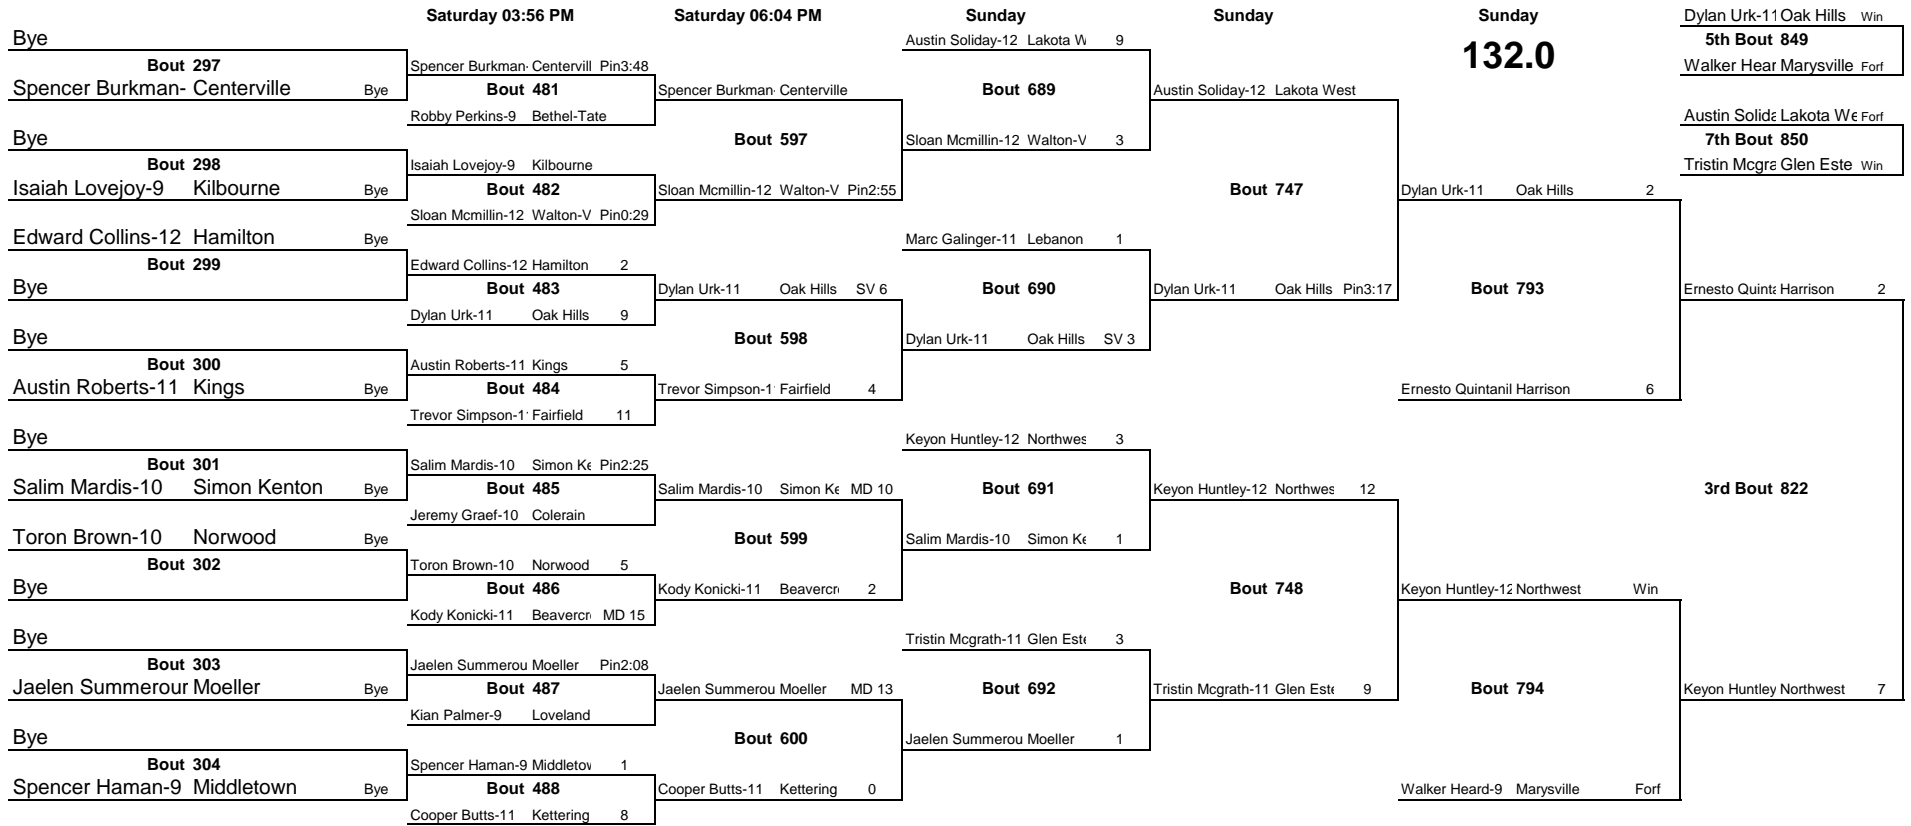 Saturday 03:56 PM Saturday 06:04 PM Sunday Sunday Sunday
132.0
Bye
Bout 297
Spencer Burkman- Centerville Bye
Bye
Bout 298
Isaiah Lovejoy-9 Kilbourne Bye
Edward Collins-12 Hamilton Bye
Bout 299
Bye
Bye
Bout 300
Austin Roberts-11 Kings Bye
Bye
Bout 301
Salim Mardis-10 Simon Kenton Bye
Toron Brown-10 Norwood Bye
Bout 302
Bye
Bye
Bout 303
Jaelen Summerour Moeller Bye
Bye
Bout 304
Spencer Haman-9 Middletown Bye
Spencer Burkman- Centervill Pin3:48
Bout 481
Robby Perkins-9 Bethel-Tate
Isaiah Lovejoy-9 Kilbourne
Bout 482
Sloan Mcmillin-12 Walton-V Pin0:29
Edward Collins-12 Hamilton 2
Bout 483
Dylan Urk-11 Oak Hills 9
Austin Roberts-11 Kings 5
Bout 484
Trevor Simpson-1 Fairfield 11
Salim Mardis-10 Simon Ke Pin2:25
Bout 485
Jeremy Graef-10 Colerain
Toron Brown-10 Norwood 5
Bout 486
Kody Konicki-11 Beavercr MD 15
Jaelen Summerou Moeller Pin2:08
Bout 487
Kian Palmer-9 Loveland
Spencer Haman-9 Middletow 1
Bout 488
Cooper Butts-11 Kettering 8
Spencer Burkman- Centerville
Bout 597
Sloan Mcmillin-12 Walton-V Pin2:55
Dylan Urk-11 Oak Hills SV 6
Bout 598
Trevor Simpson-1 Fairfield 4
Salim Mardis-10 Simon Ke MD 10
Bout 599
Kody Konicki-11 Beavercr 2
Jaelen Summerou Moeller MD 13
Bout 600
Cooper Butts-11 Kettering 0
Austin Soliday-12 Lakota W 9
Bout 689
Sloan Mcmillin-12 Walton-V 3
Marc Galinger-11 Lebanon 1
Bout 690
Dylan Urk-11 Oak Hills SV 3
Keyon Huntley-12 Northwes 3
Bout 691
Salim Mardis-10 Simon Ke 1
Tristin Mcgrath-11 Glen Este 3
Bout 692
Jaelen Summerou Moeller 1
Austin Soliday-12 Lakota West
Bout 747
Dylan Urk-11 Oak Hills Pin3:17
Keyon Huntley-12 Northwes 12
Bout 748
Tristin Mcgrath-11 Glen Este 9
Dylan Urk-11 Oak Hills 2
Bout 793
Ernesto Quintanil Harrison 6
Keyon Huntley-12 Northwest Win
Bout 794
Walker Heard-9 Marysville Forf
Ernesto Quinta Harrison 2
3rd Bout 822
Keyon Huntley Northwest 7
Dylan Urk-11 Oak Hills Win
5th Bout 849
Walker Hear Marysville Forf
Austin Solida Lakota We Forf
7th Bout 850
Tristin Mcgra Glen Este Win